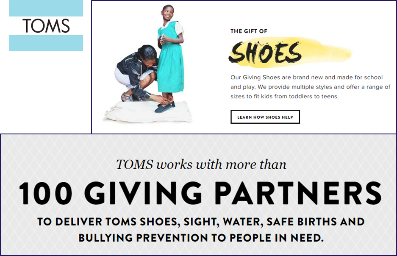 TOMS
THE GIFT OF
SHOES
Our Giving Shoes are brand new and made for school
and play. We provide multiple styles and offer a range of
sizes to fit kids from toddlers to teens.
LEARN HOW SHOES HELP
TOMS works with more than
100 GIVING PARTNERS
TO DELIVER TOMS SHOES, SIGHT, WATER, SAFE BIRTHS AND
BULLYING PREVENTION TO PEOPLE IN NEED.